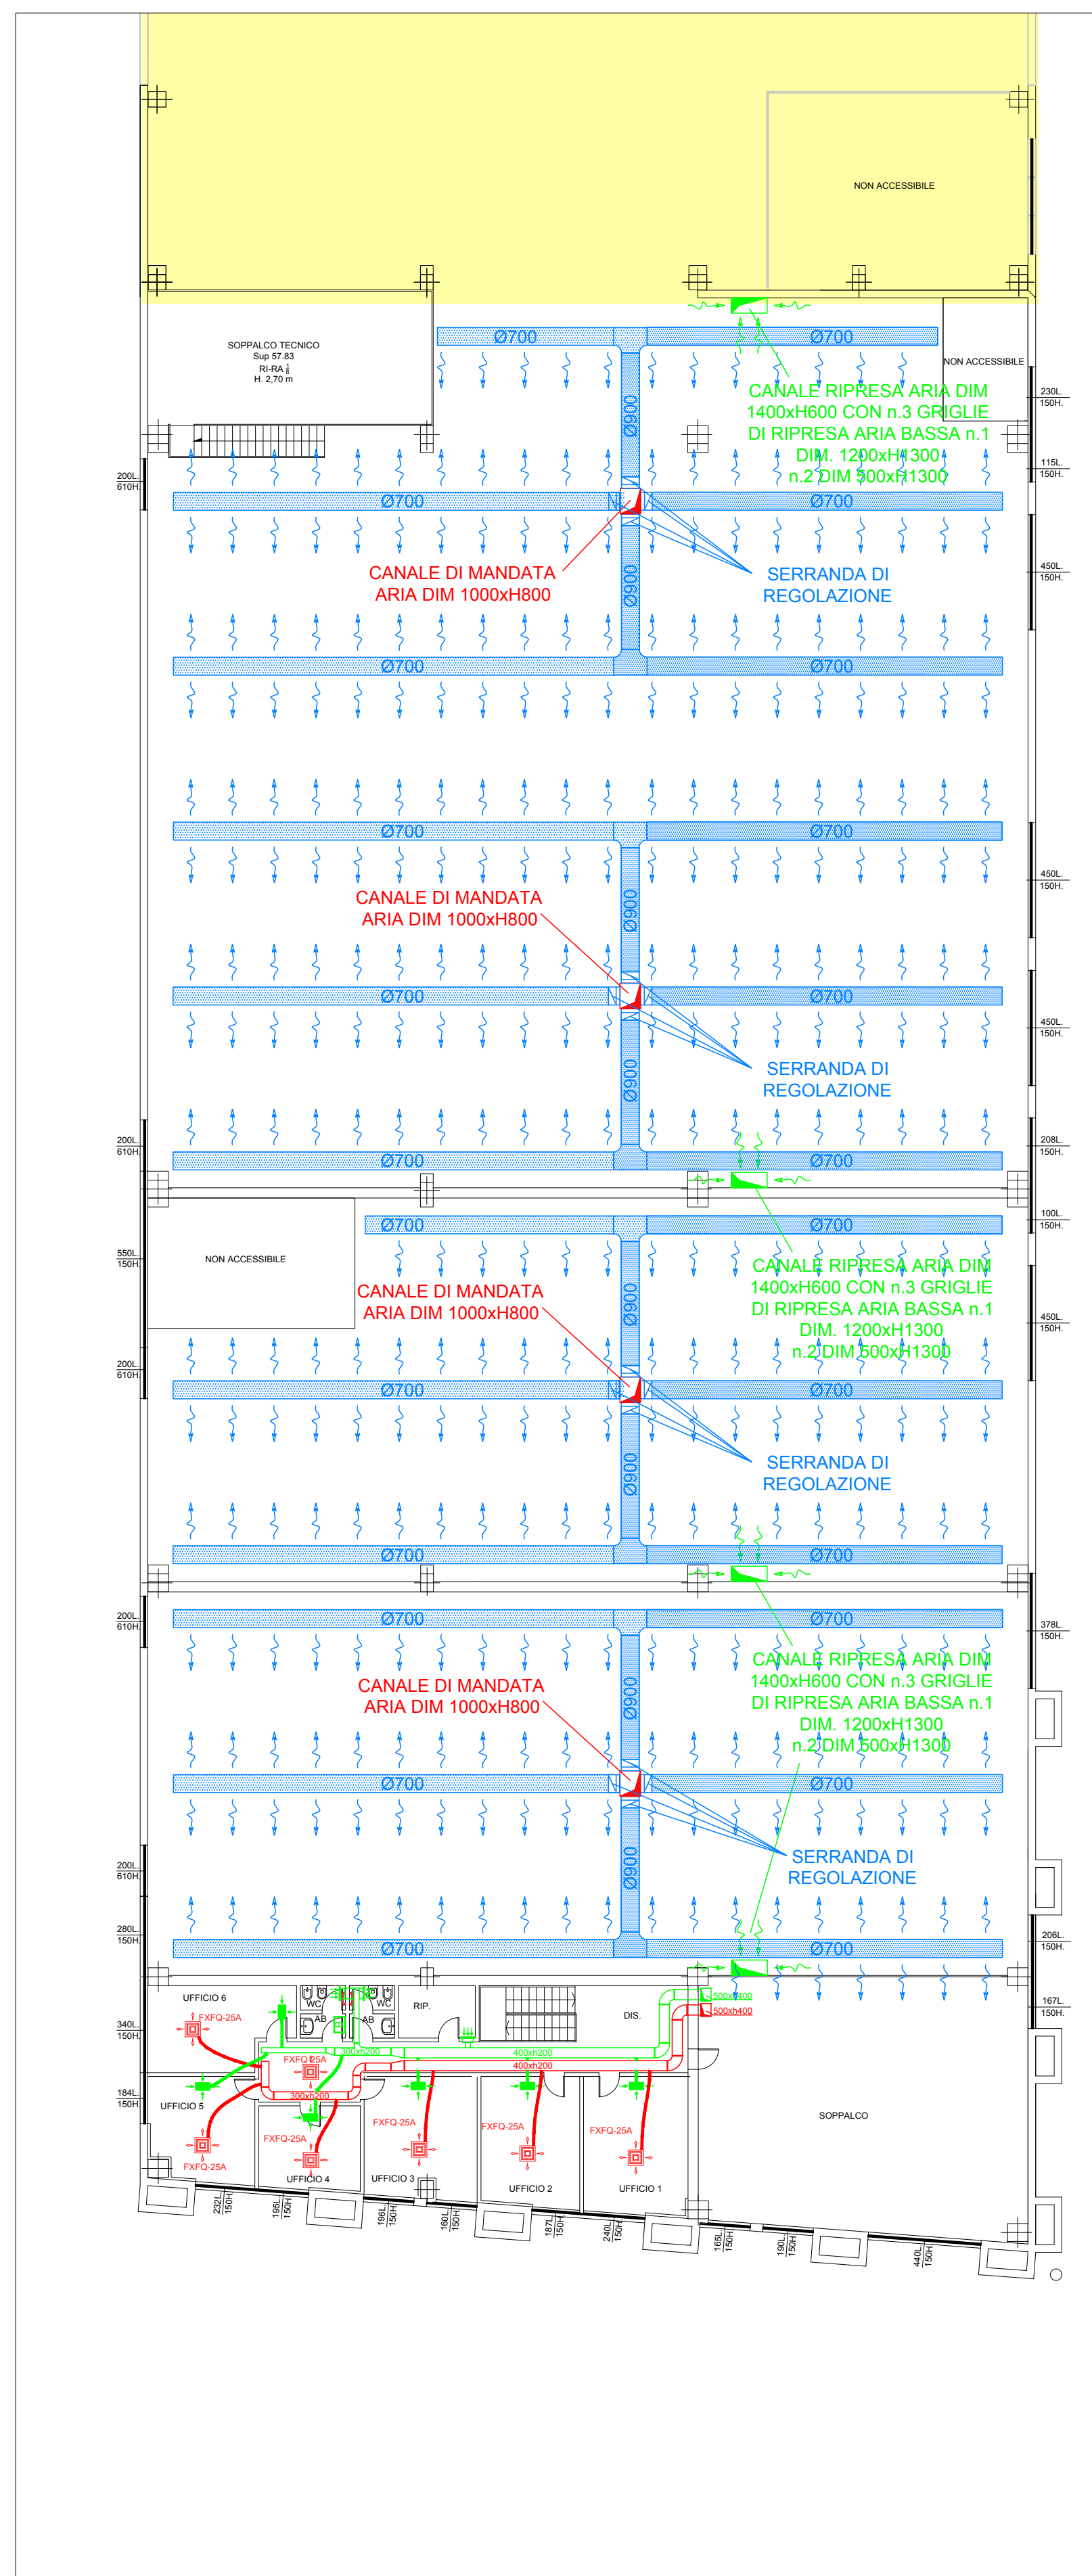 NON ACCESSIBILE
SOPPALCO TECNICO
Sup 57.83
RI-RA 1/8
H. 2,70 m
Ø700
Ø700
NON ACCESSIBILE
Ø900
CANALE RIPRESA ARIA DIM
1400xH600 CON n.3 GRIGLIE
DI RIPRESA ARIA BASSA n.1
DIM. 1200xH1300
n.2 DIM 500xH1300
230L.
150H.
115L.
150H.
200L.
610H.
Ø700
Ø700
CANALE DI MANDATA
ARIA DIM 1000xH800
Ø900
SERRANDA DI
REGOLAZIONE
450L.
150H.
Ø700
Ø700
Ø700
Ø700
450L.
150H.
CANALE DI MANDATA
ARIA DIM 1000xH800
Ø900
Ø700
Ø700
450L.
150H.
Ø900
SERRANDA DI
REGOLAZIONE
200L.
610H.
208L.
150H.
Ø700
Ø700
Ø700
Ø700
100L.
150H.
NON ACCESSIBILE
550L.
150H.
CANALE DI MANDATA
ARIA DIM 1000xH800
Ø900
CANALE RIPRESA ARIA DIM
1400xH600 CON n.3 GRIGLIE
DI RIPRESA ARIA BASSA n.1
DIM. 1200xH1300
n.2 DIM 500xH1300
450L.
150H.
200L.
610H.
Ø700
Ø700
Ø900
SERRANDA DI
REGOLAZIONE
Ø700
Ø700
200L.
610H.
Ø700
Ø700
378L.
150H.
CANALE DI MANDATA
ARIA DIM 1000xH800
Ø900
CANALE RIPRESA ARIA DIM
1400xH600 CON n.3 GRIGLIE
DI RIPRESA ARIA BASSA n.1
DIM. 1200xH1300
n.2 DIM 500xH1300
Ø700
Ø700
Ø900
SERRANDA DI
REGOLAZIONE
200L.
610H.
280L.
150H.
Ø700
Ø700
206L.
150H.
UFFICIO 6
WC
WC
RIP.
DIS.
500xh400
500xh400
167L.
150H.
FXFQ-25A
AB
AB
340L.
150H.
300xh200
400xh200
FXFQ-25A
400xh200
300xh200
184L.
150H.
UFFICIO 5
SOPPALCO
FXFQ-25A
FXFQ-25A
FXFQ-25A
FXFQ-25A
FXFQ-25A
UFFICIO 4
UFFICIO 3
UFFICIO 2
UFFICIO 1
232L.
150H.
195L.
150H.
196L.
150H.
160L.
150H.
187L.
150H.
240L.
150H.
165L.
150H.
190L.
150H.
440L.
150H.